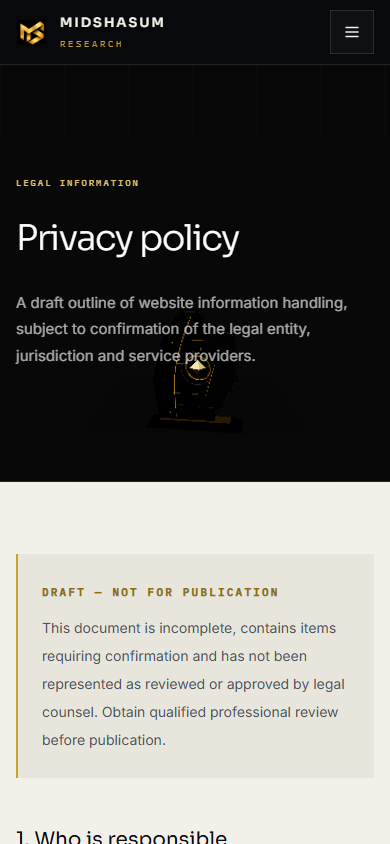 MIDSHASUM
RESEARCH
LEGAL INFORMATION
Privacy policy
A draft outline of website information handling,
subject to confirmation of the legal entity,
jurisdiction and service providers.
DRAFT — NOT FOR PUBLICATION
This document is incomplete, contains items
requiring confirmation and has not been
represented as reviewed or approved by legal
counsel. Obtain qualified professional review
before publication.
1. Who is responsible